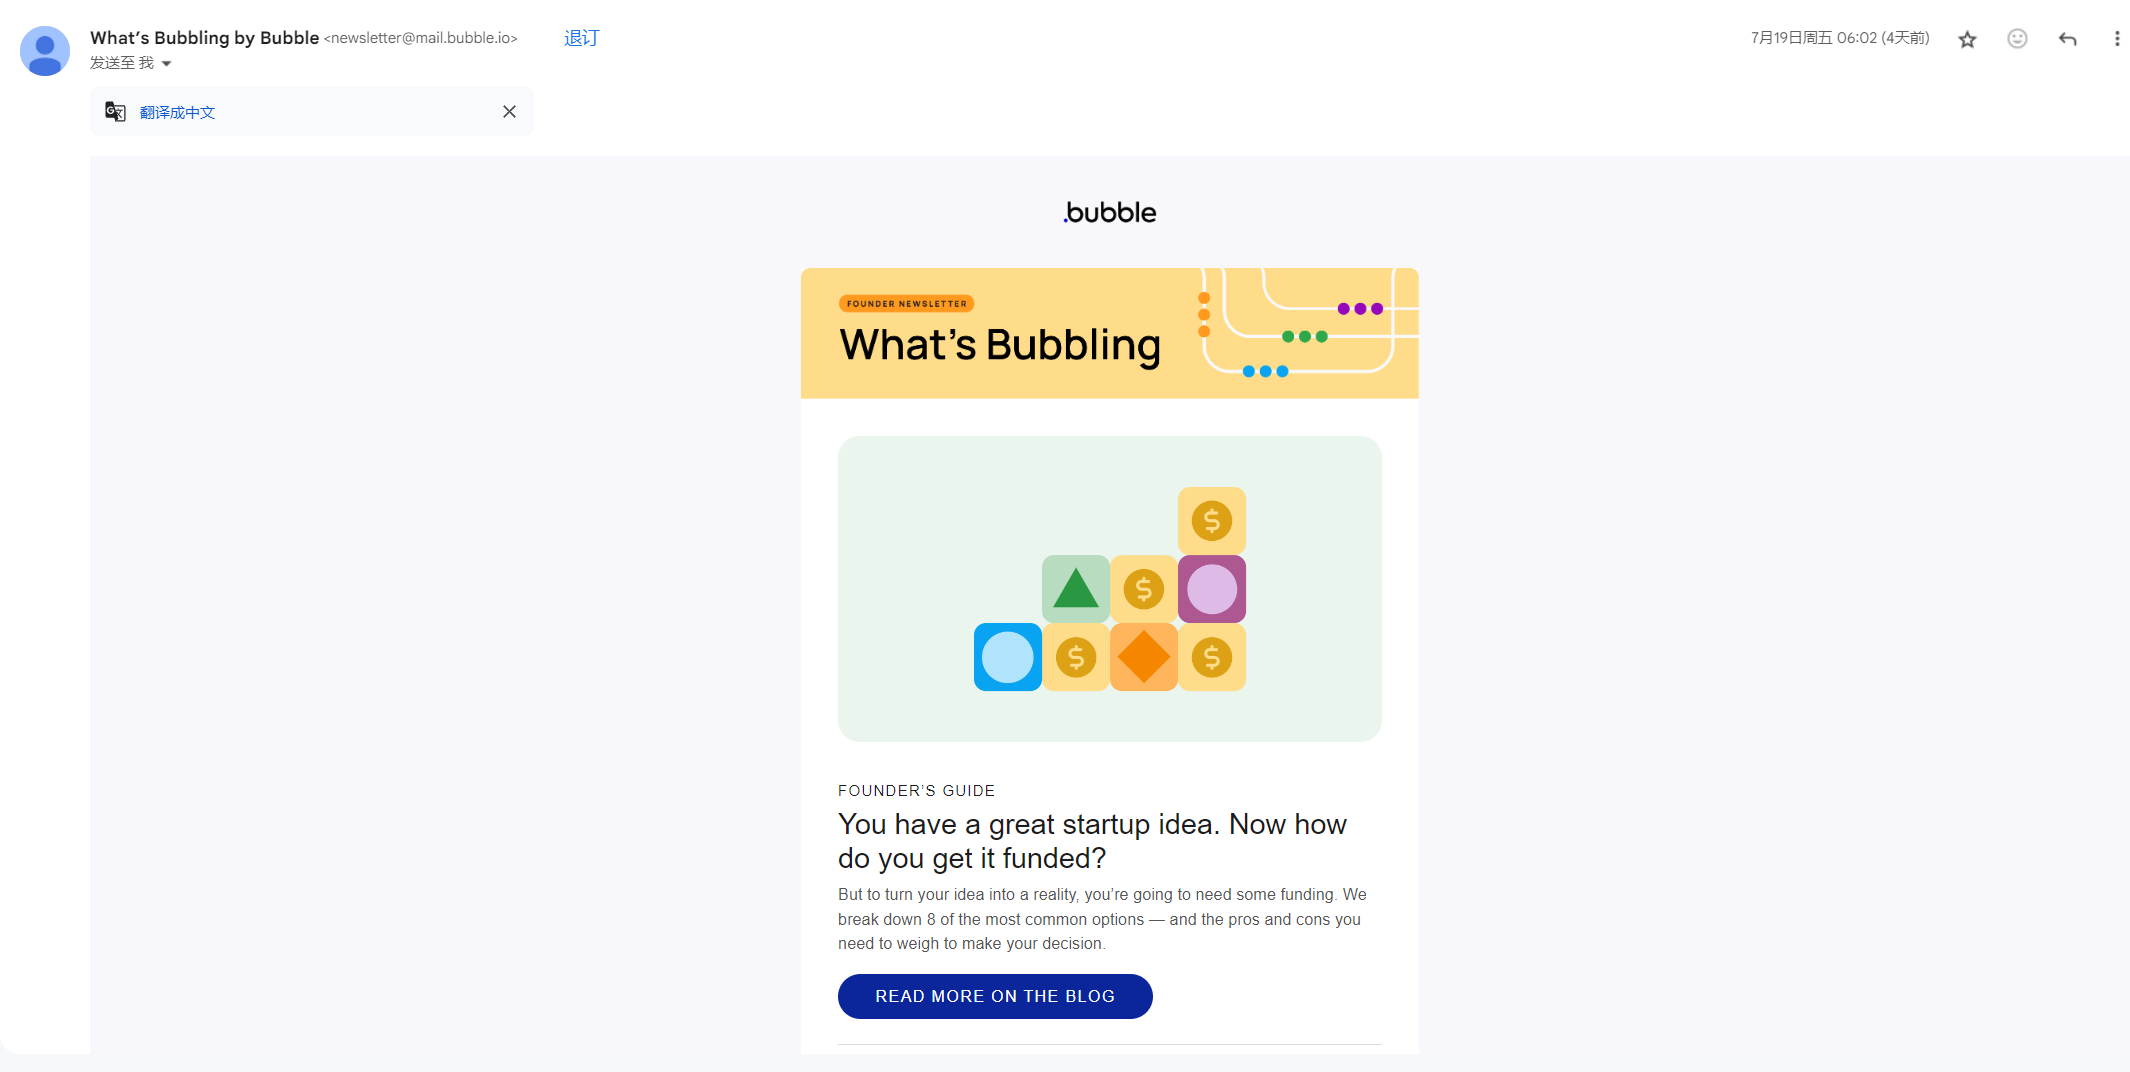 What's Bubbling by Bubble <newsletter@mail.bubble.io> 退订 7月19日周五 06:02 (4天前)
发送至 我
翻译成中文
.bubble
FOUNDER NEWSLETTER
What's Bubbling
$
$
$
$
FOUNDER'S GUIDE
You have a great startup idea. Now how
do you get it funded?
But to turn your idea into a reality, you're going to need some funding. We
break down 8 of the most common options — and the pros and cons you
need to weigh to make your decision.
READ MORE ON THE BLOG